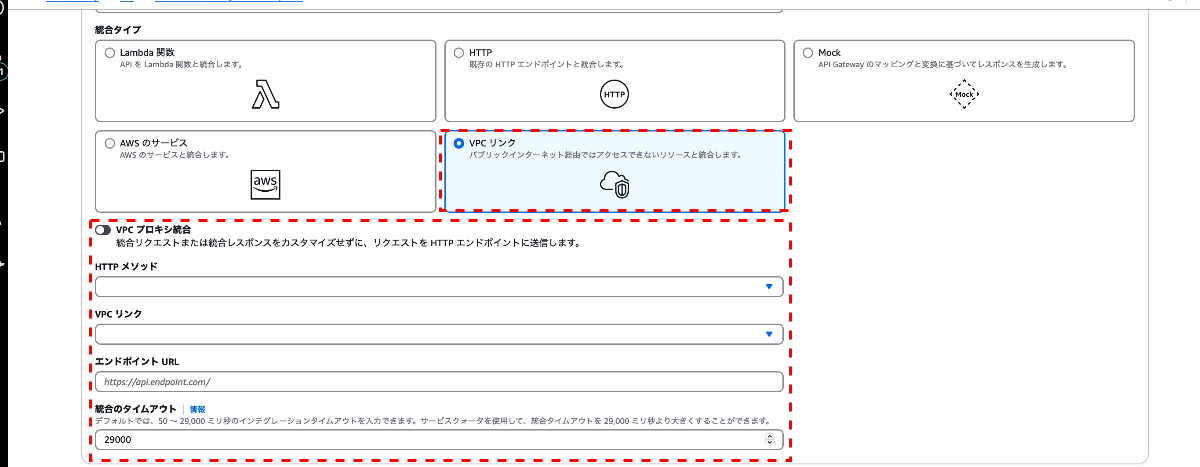 統合タイプ
Lambda 関数
API を Lambda 関数と統合します。
HTTP
既存の HTTP エンドポイントと統合します。
HTTP
Mock
API Gateway のマッピングと変換に基づいてレスポンスを生成します。
Mock
AWS のサービス
AWS のサービスと統合します。
aws
VPC リンク
パブリックインターネット経由ではアクセスできないリソースと統合します。
VPC プロキシ統合
統合リクエストまたは統合レスポンスをカスタマイズせずに、リクエストを HTTP エンドポイントに送信します。
HTTP メソッド
VPC リンク
エンドポイント URL
https://api.endpoint.com/
統合のタイムアウト | 情報
デフォルトでは、50 〜 29,000 ミリ秒のインテグレーションタイムアウトを入力できます。サービスクォータを使用して、統合タイムアウトを 29,000 ミリ秒より大きくすることができます。
29000